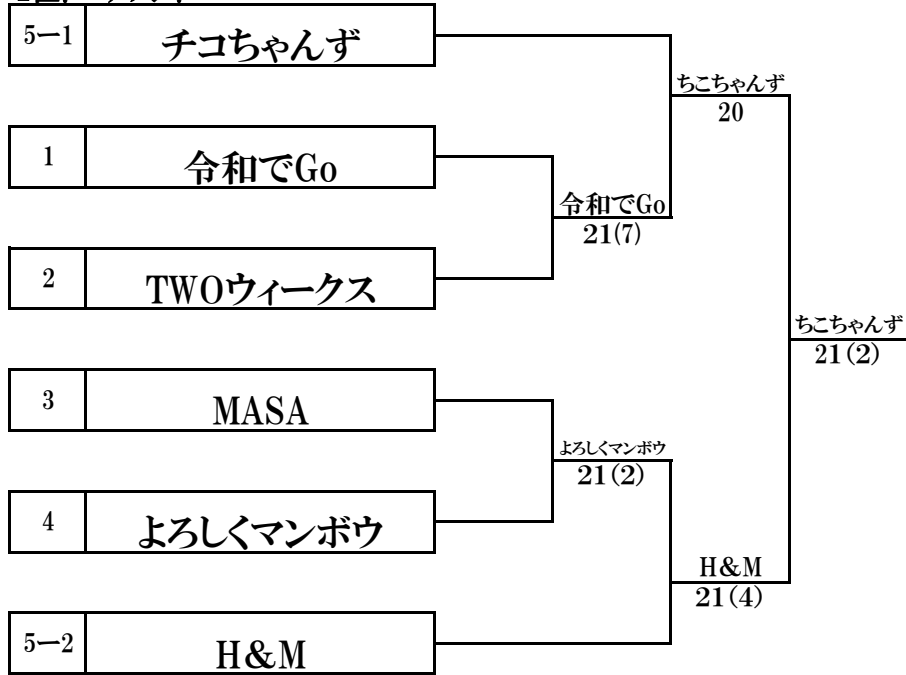 5ー1
チコちゃんず
ちこちゃんず
20
1
令和でGo
令和でGo
21(7)
2
TWOウィークス
ちこちゃんず
21(2)
3
MASA
よろしくマンボウ
21(2)
4
よろしくマンボウ
H&M
21(4)
5ー2
H&M